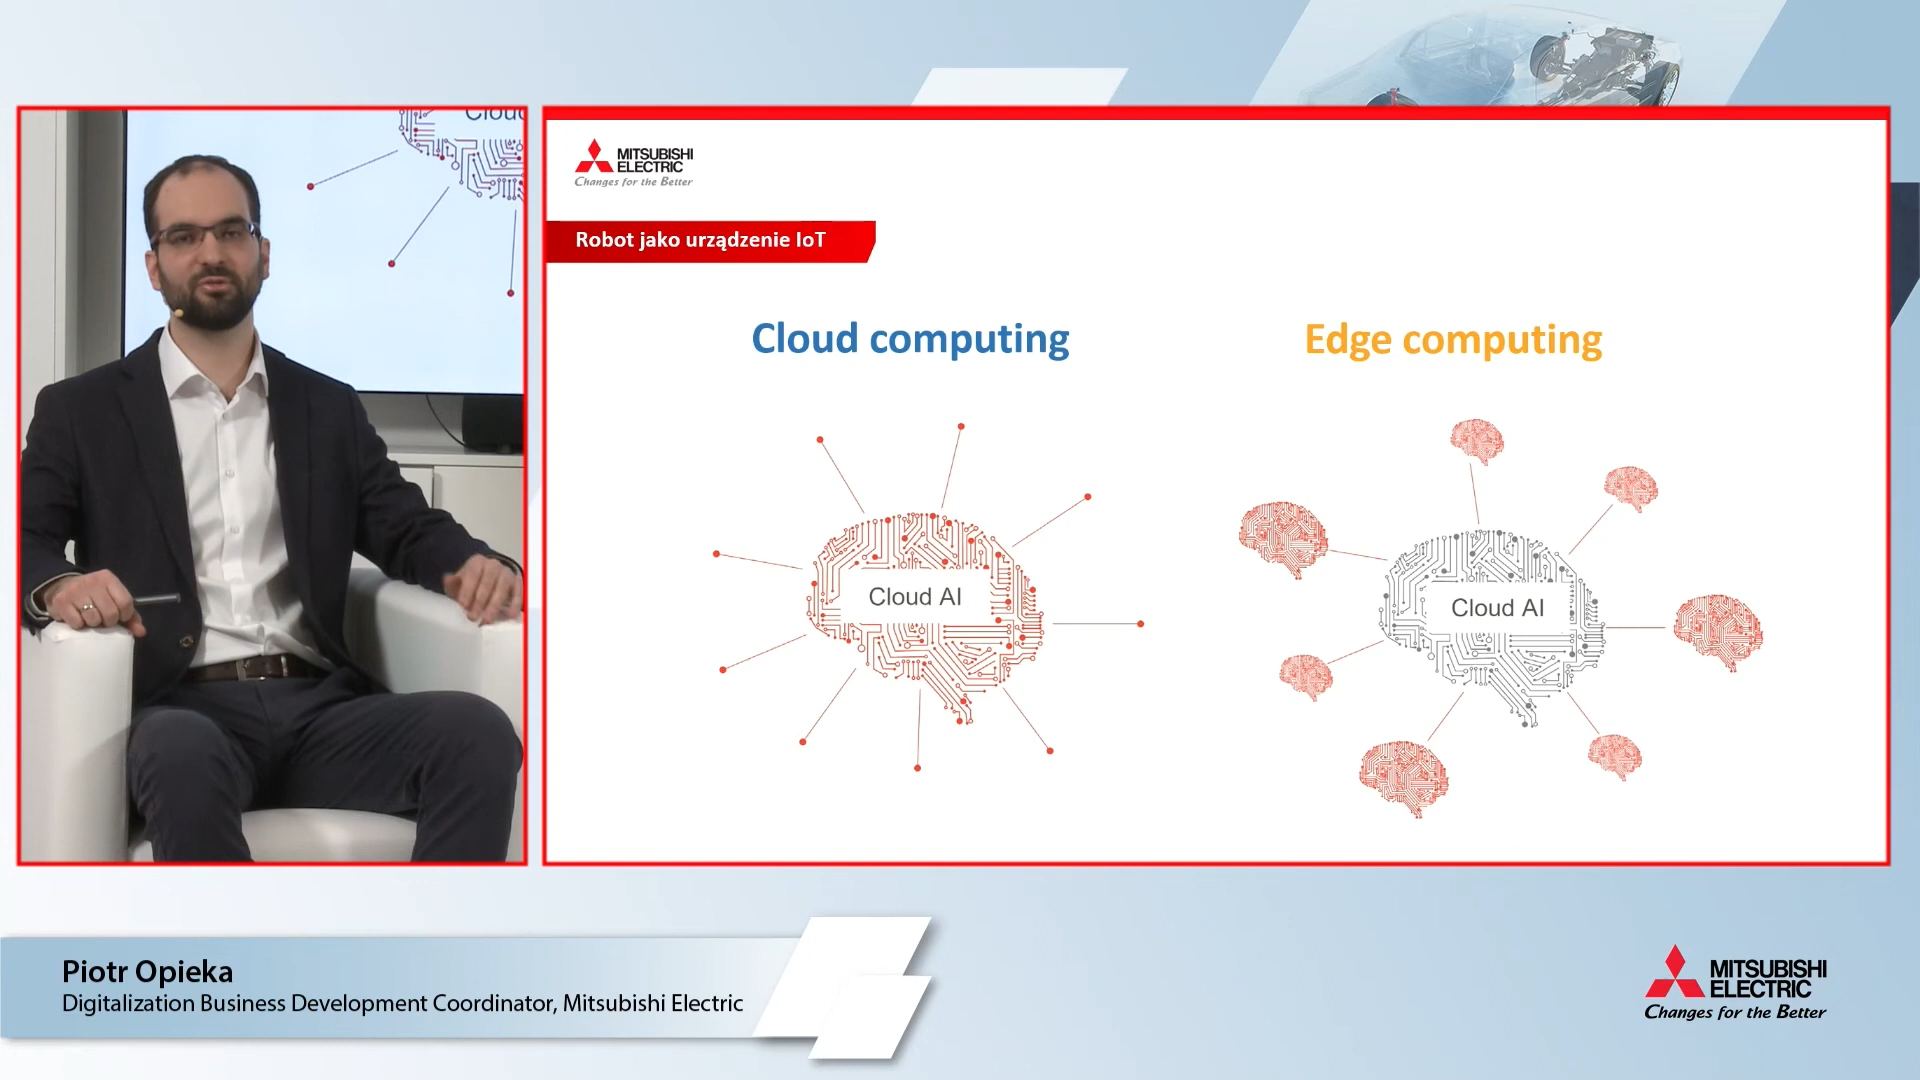 Cloud
MITSUBISHI
ELECTRIC
Changes for the Better
Robot jako urządzenie IoT
Cloud computing
Edge computing
Cloud AI
Cloud AI
Piotr Opieka
Digitalization Business Development Coordinator, Mitsubishi Electric
MITSUBISHI
ELECTRIC
Changes for the Better